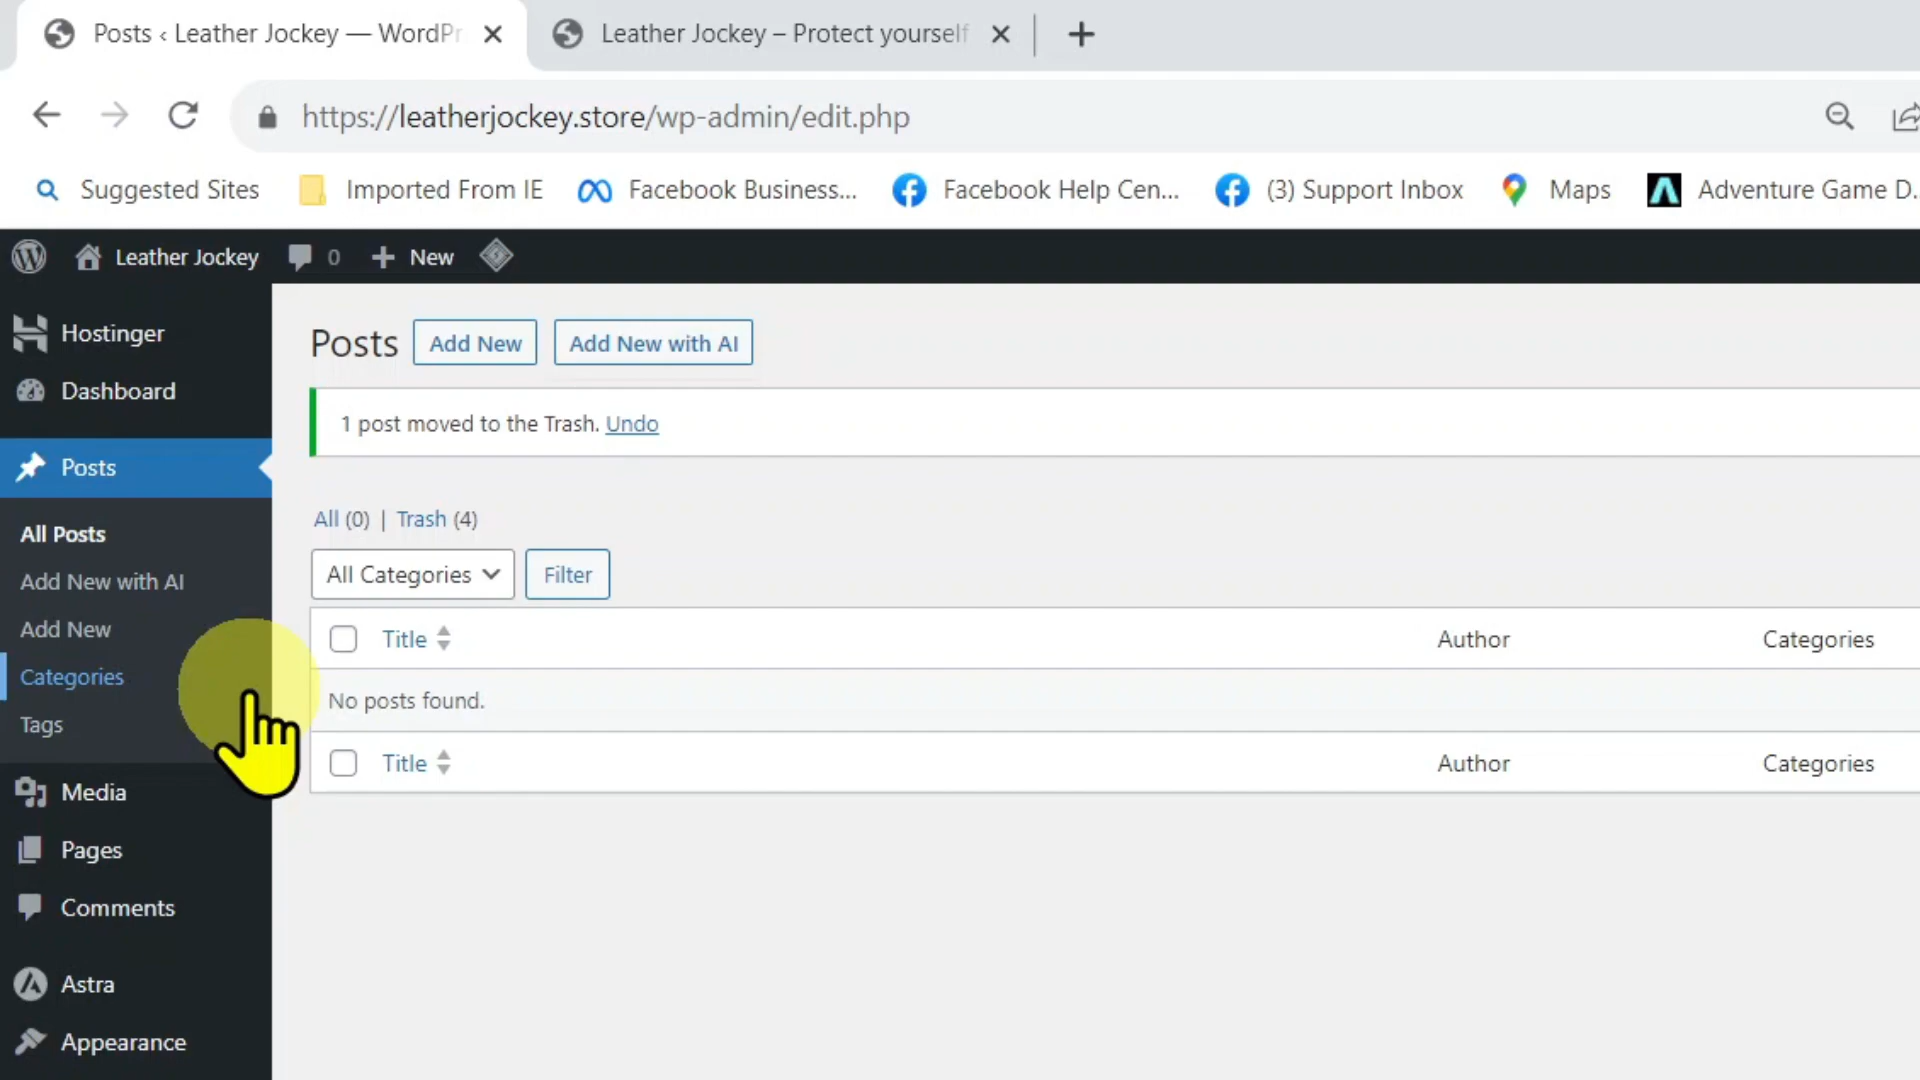 Posts ‹ Leather Jockey — WordPr
Leather Jockey – Protect yourself
https://leatherjockey.store/wp-admin/edit.php
Suggested Sites
Imported From IE
Facebook Business...
Facebook Help Cen...
(3) Support Inbox
Maps
Adventure Game D...
Leather Jockey
0
New
Hostinger
Dashboard
Posts
All Posts
Add New with AI
Add New
Categories
Tags
Media
Pages
Comments
Astra
Appearance
Posts
Add New
Add New with AI
1 post moved to the Trash. Undo
All (0) | Trash (4)
All Categories
Filter
Title
Author
Categories
No posts found.
Title
Author
Categories